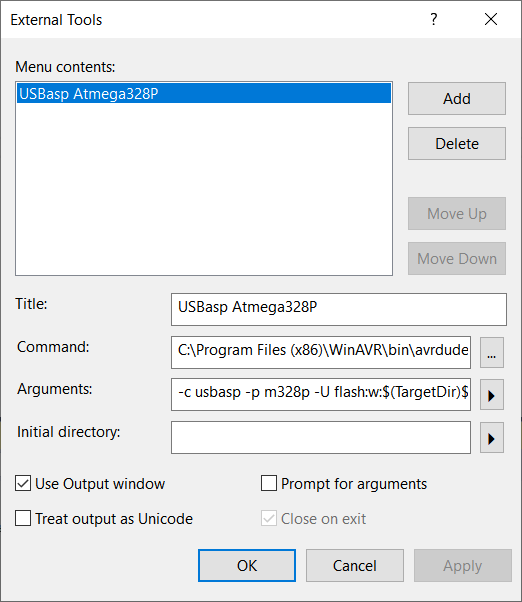 External Tools
?
Menu contents:
USBasp Atmega328P
Add
Delete
Move Up
Move Down
Title:
USBasp Atmega328P
Command:
C:\Program Files (x86)\WinAVR\bin\avrdude
...
Arguments:
-c usbasp -p m328p -U flash:w:$(TargetDir)$
Initial directory:
Use Output window
Prompt for arguments
Treat output as Unicode
Close on exit
OK
Cancel
Apply